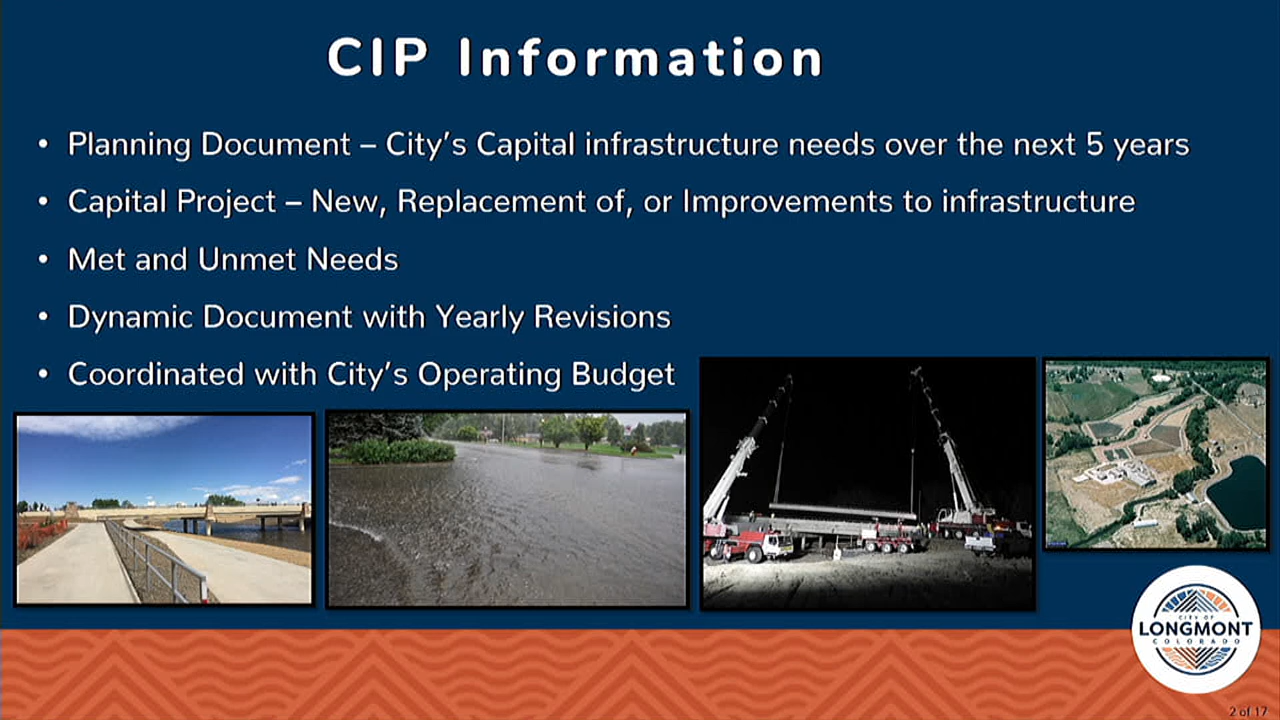 CIP Information
• Planning Document – City's Capital infrastructure needs over the next 5 years
• Capital Project – New, Replacement of, or Improvements to infrastructure
• Met and Unmet Needs
• Dynamic Document with Yearly Revisions
• Coordinated with City's Operating Budget
CITY OF
LONGMONT
COLORADO
2 of 17